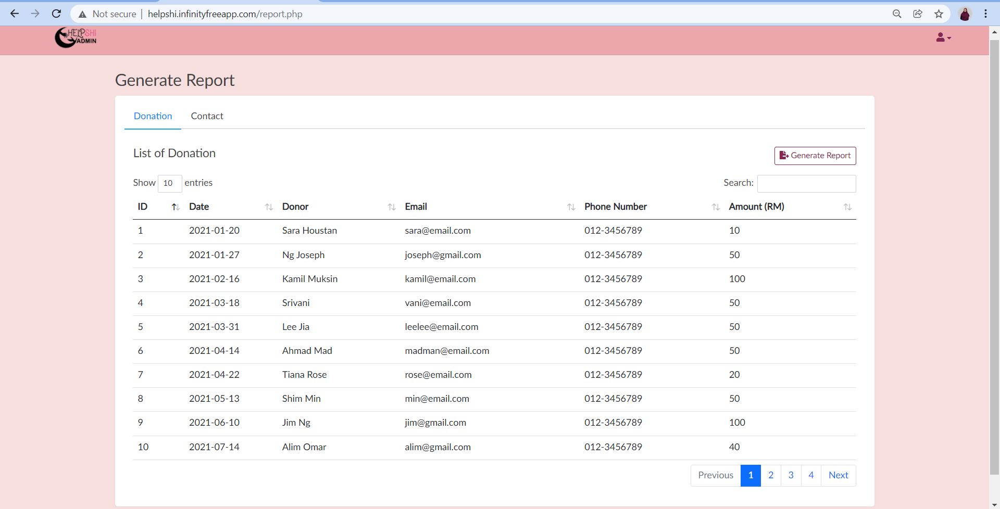 Not secure | helpshi.infinityfreeapp.com/report.php
HELPSHI
ADMIN
Generate Report
Donation Contact
List of Donation
Generate Report
Show 10 entries
Search:
ID Date Donor Email Phone Number Amount (RM)
1 2021-01-20 Sara Houstan sara@email.com 012-3456789 10
2 2021-01-27 Ng Joseph joseph@gmail.com 012-3456789 50
3 2021-02-16 Kamil Muksin kamil@email.com 012-3456789 100
4 2021-03-18 Srivani vani@email.com 012-3456789 50
5 2021-03-31 Lee Jia leelee@email.com 012-3456789 50
6 2021-04-14 Ahmad Mad madman@email.com 012-3456789 50
7 2021-04-22 Tiana Rose rose@email.com 012-3456789 20
8 2021-05-13 Shim Min min@email.com 012-3456789 50
9 2021-06-10 Jim Ng jim@gmail.com 012-3456789 100
10 2021-07-14 Alim Omar alim@gmail.com 012-3456789 40
Previous 1 2 3 4 Next